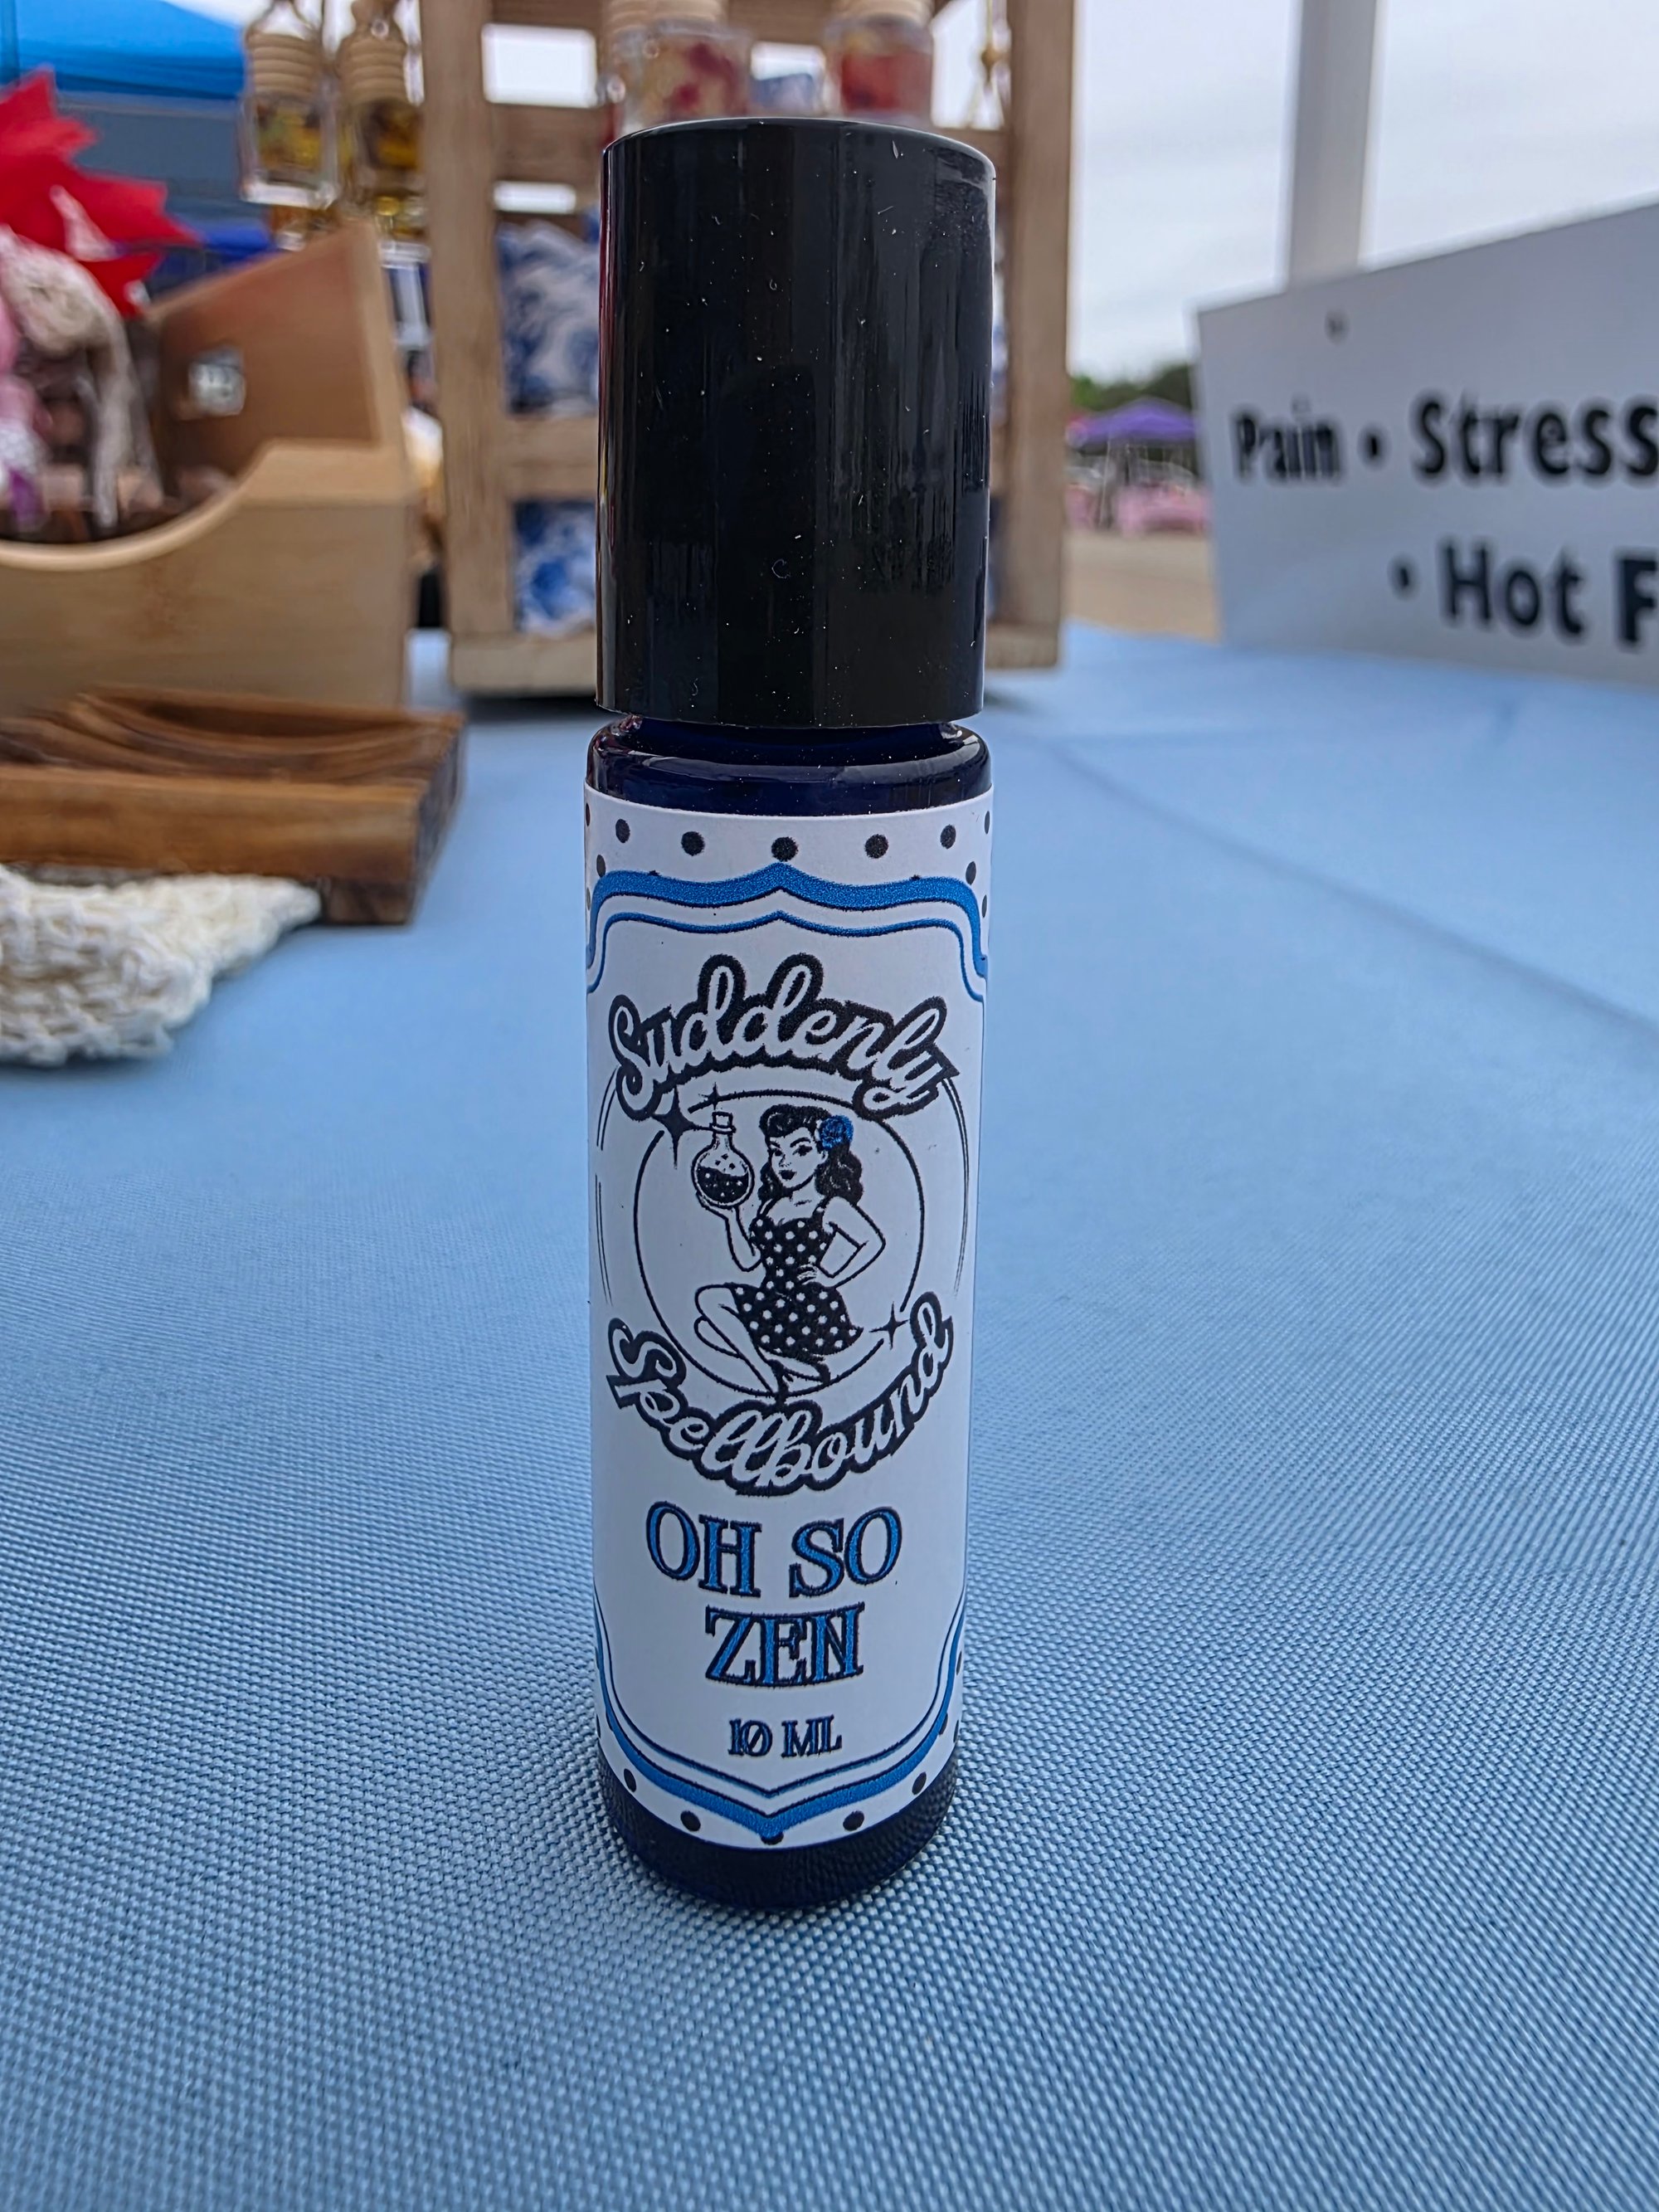 Pain • Stress
• Hot F
Suddenly
Spellbound
OH SO
ZEN
10 ML